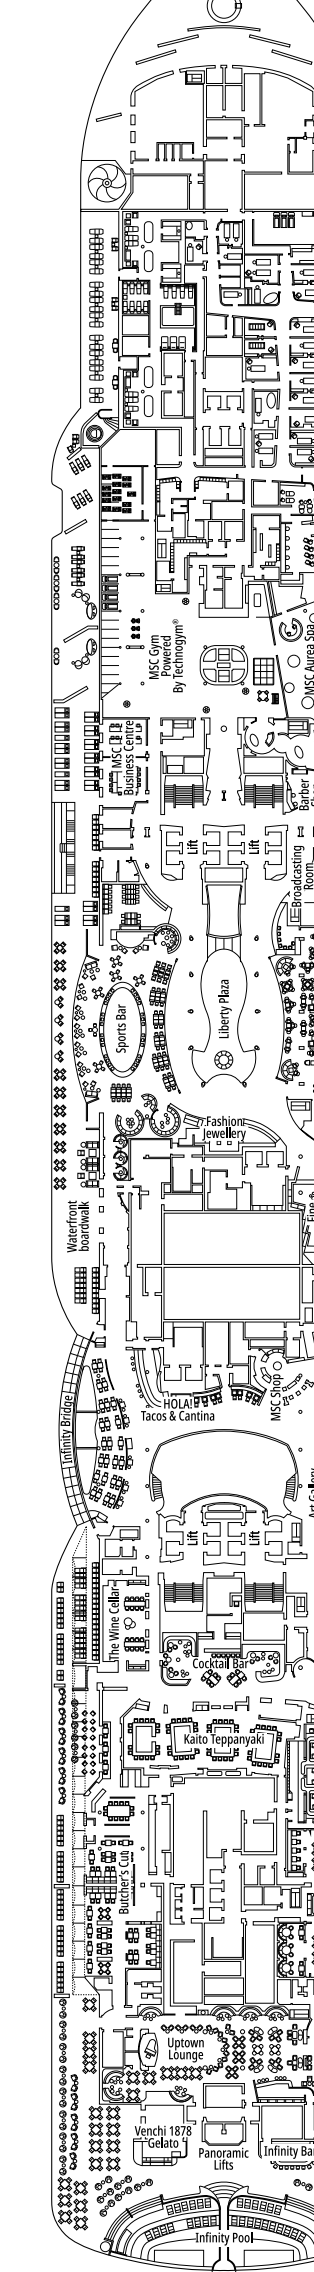 MSC Gym
Powered
By Technogym®
MSC Aurea Spa
MSC
Business Centre
Barber
Lift
Lift
Broadcasting
Room
Sports Bar
Liberty Plaza
Fashion
Jewellery
Waterfront
boardwalk
Infinity Bridge
HOLA!
Tacos & Cantina
MSC Shop
Lift
Lift
The Wine Cellar
Cocktail Bar
Kaito Teppanyaki
Butcher's Cut
Uptown
Lounge
Venchi 1878
Gelato
Panoramic
Lifts
Infinity Ba
Infinity Pool